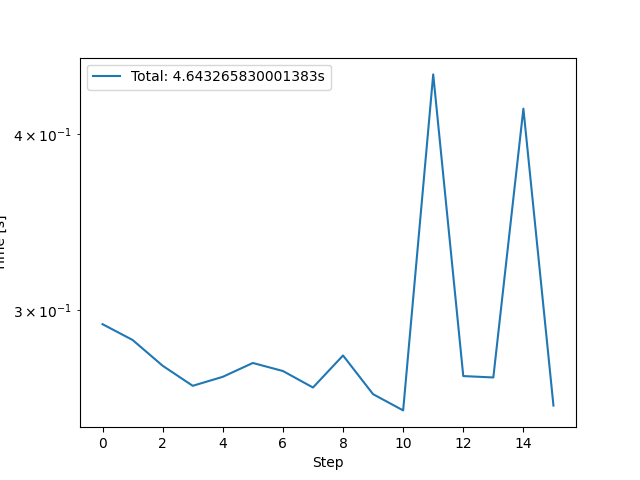 Total: 4.643265830001383s
4 × 10⁻¹
3 × 10⁻¹
[s]
0 2 4 6 8 10 12 14
Step